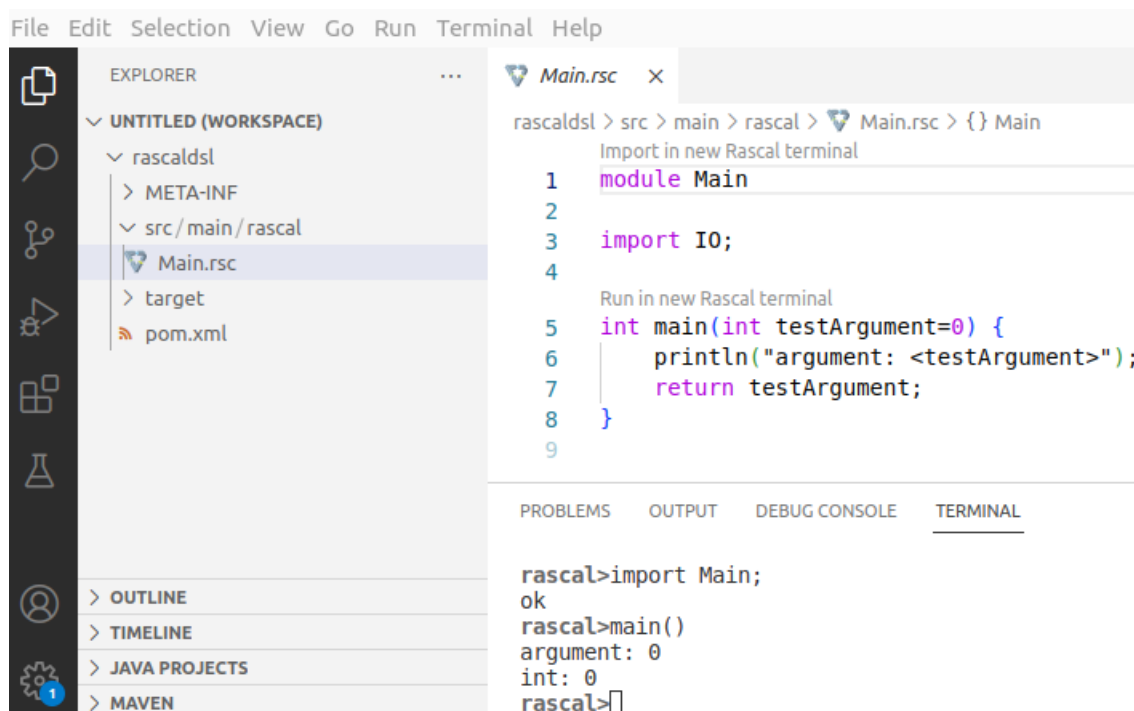 File Edit Selection View Go Run Terminal Help
EXPLORER ...
UNTITLED (WORKSPACE)
rascaldsl
META-INF
src/main/rascal
Main.rsc
target
pom.xml
OUTLINE
TIMELINE
JAVA PROJECTS
MAVEN
1
Main.rsc ×
rascaldsl > src > main > rascal > Main.rsc > {} Main
Import in new Rascal terminal
1 module Main
2
3 import IO;
4
Run in new Rascal terminal
5 int main(int testArgument=0) {
6 println("argument: <testArgument>");
7 return testArgument;
8 }
9
PROBLEMS OUTPUT DEBUG CONSOLE TERMINAL
rascal>import Main;
ok
rascal>main()
argument: 0
int: 0
rascal>